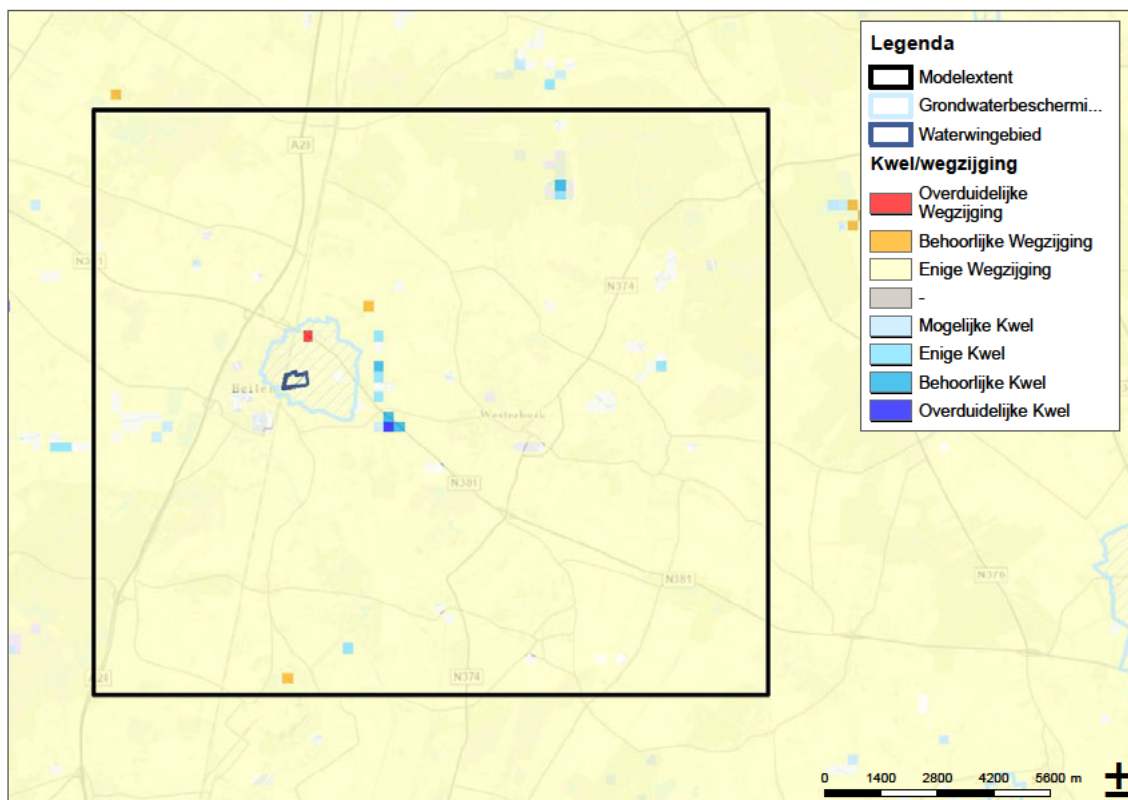 Legenda
Modelextent
Grondwaterbeschermi...
Waterwingebied
Kwel/wegzijging
Overduidelijke
Wegzijging
Behoorlijke Wegzijging
Enige Wegzijging
-
Mogelijke Kwel
Enige Kwel
Behoorlijke Kwel
Overduidelijke Kwel
A28
N374
Beilen
Westerbork
N381
N381
N376
A28
N374
0 1400 2800 4200 5600 m